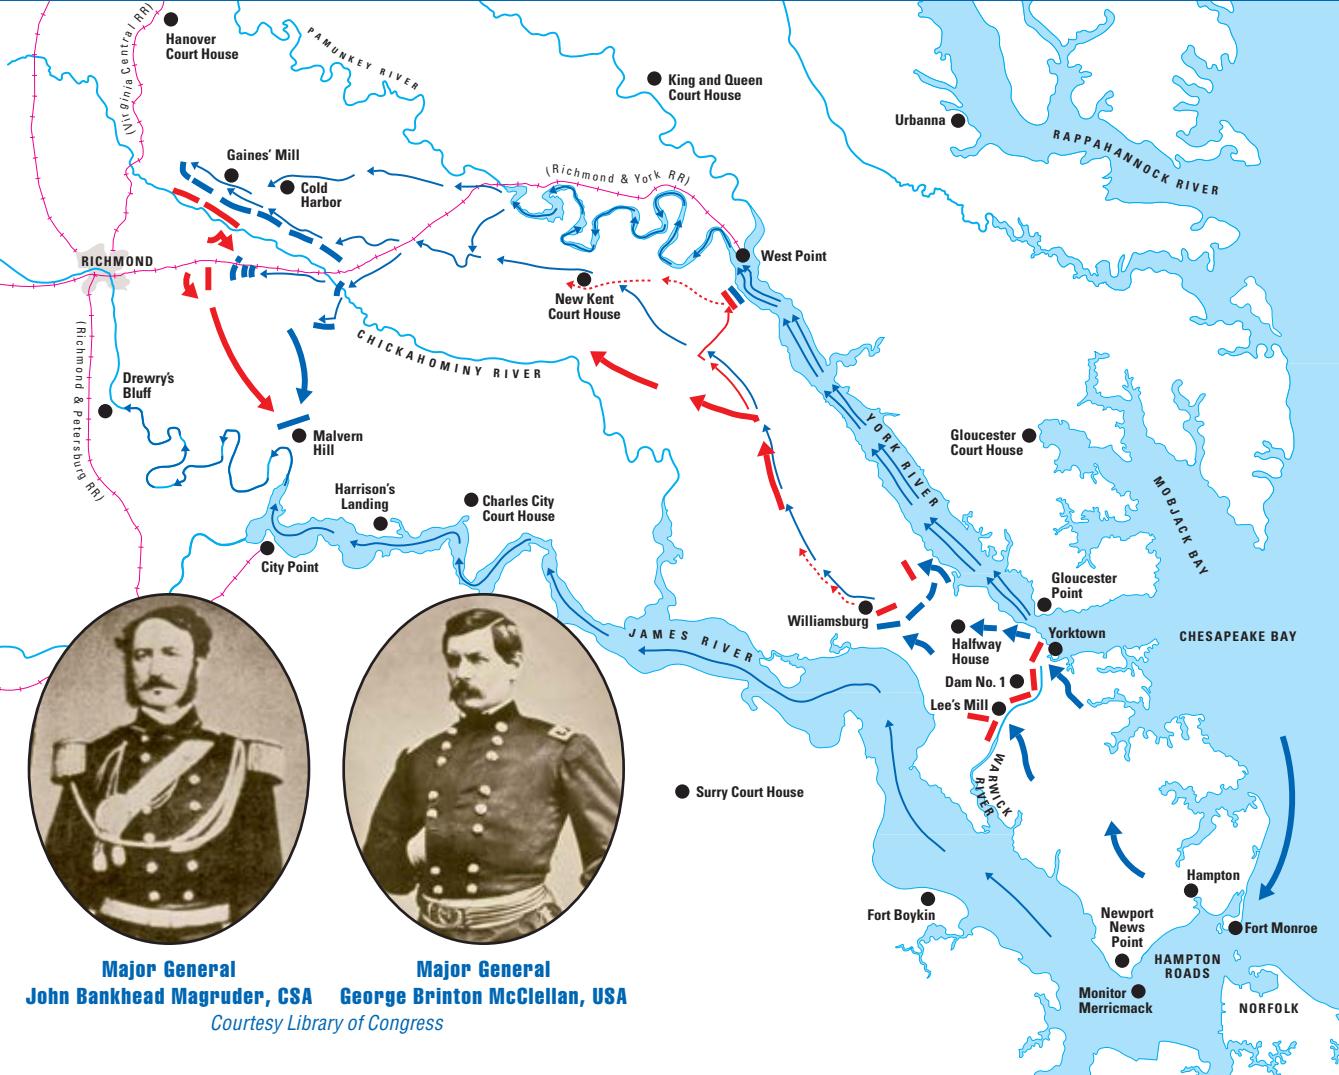 Hanover
Court House
(Virginia Central RR)
PAMUNKEY RIVER
King and Queen
Court House
Urbanna
RAPPAHANNOCK RIVER
Gaines' Mill
Cold
Harbor
(Richmond & York RR)
RICHMOND
West Point
New Kent
Court House
CHICKAHOMINY RIVER
(Richmond & Petersburg RR)
Drewry's
Bluff
Malvern
Hill
YORK RIVER
Gloucester
Court House
MOBJACK BAY
Harrison's
Landing
Charles City
Court House
City Point
Gloucester
Point
Williamsburg
Halfway
House
Yorktown
CHESAPEAKE BAY
JAMES RIVER
Dam No. 1
Lee's Mill
WARWICK
RIVER
Surry Court House
Hampton
Fort Boykin
Newport
News
Point
Fort Monroe
HAMPTON
ROADS
Monitor
Merricmack
NORFOLK
Major General
John Bankhead Magruder, CSA
Major General
George Brinton McClellan, USA
Courtesy Library of Congress